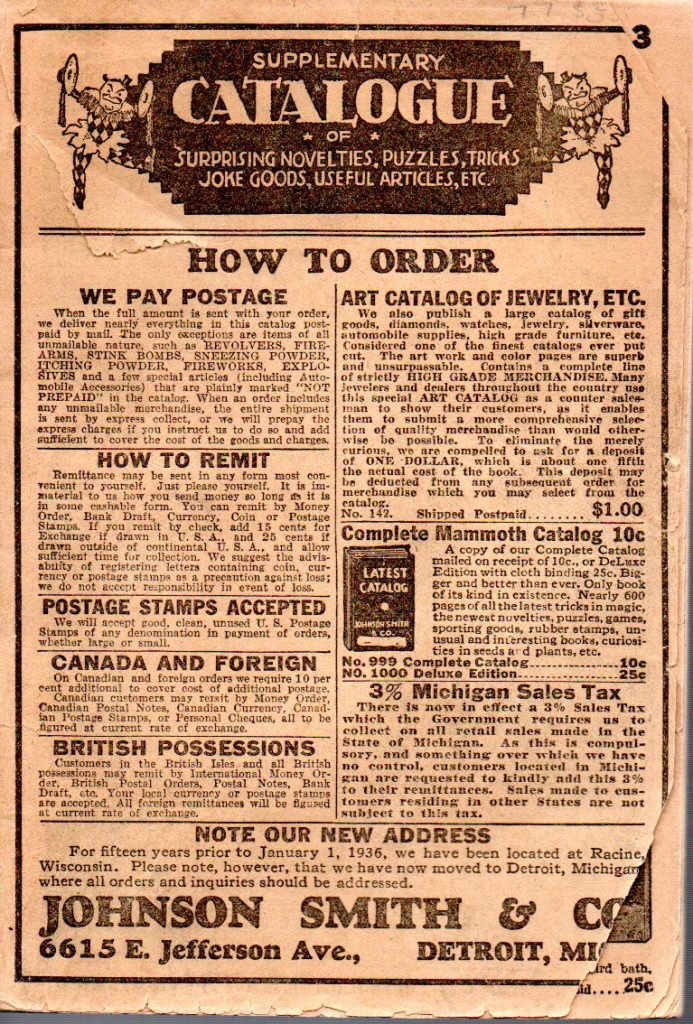 3
SUPPLEMENTARY
CATALOGUE
OF
SURPRISING NOVELTIES, PUZZLES, TRICKS
JOKE GOODS, USEFUL ARTICLES, ETC.
HOW TO ORDER
WE PAY POSTAGE
When the full amount is sent with your order,
we deliver nearly everything in this catalog post-
paid by mail. The only exceptions are items of all
unmailable nature, such as REVOLVERS, FIRE-
ARMS, STINK BOMBS, SNEEZING POWDER,
ITCHING POWDER, FIREWORKS, EXPLO-
SIVES and a few special articles (including Auto-
mobile Accessories) that are plainly marked "NOT
PREPAID" in the catalog. When an order includes
any unmailable merchandise, the entire shipment
is sent by express collect, or we will prepay the
express charges if you instruct us to do so and add
sufficient to cover the cost of the goods and charges.
HOW TO REMIT
Remittance may be sent in any form most con-
venient to yourself. Just please yourself. It is im-
material to us how you send money so long as it is
in some cashable form. You can remit by Money
Order, Bank Draft, Currency, Coin or Postage
Stamps. If you remit by check, add 15 cents for
Exchange if drawn in U. S. A., and 25 cents if
drawn outside of continental U. S. A., and allow
sufficient time for collection. We suggest the advis-
ability of registering letters containing coin, cur-
rency or postage stamps as a precaution against loss;
we do not accept responsibility in event of loss.
POSTAGE STAMPS ACCEPTED
We will accept good, clean, unused U. S. Postage
Stamps of any denomination in payment of orders,
whether large or small.
CANADA AND FOREIGN
On Canadian and foreign orders we require 10 per
cent additional to cover cost of additional postage.
Canadian customers may remit by Money Order,
Canadian Postal Notes, Canadian Currency, Canad-
ian Postage Stamps, or Personal Cheques, all to be
figured at current rate of exchange.
BRITISH POSSESSIONS
Customers in the British Isles and all British
possessions may remit by International Money Or-
der, British Postal Orders, Postal Notes, Bank
Draft, etc. Your local currency or postage stamps
are accepted. All foreign remittances will be figured
at current rate of exchange.
ART CATALOG OF JEWELRY, ETC.
We also publish a large catalog of gift
goods, diamonds, watches, jewelry, silverware,
automobile supplies, high grade furniture, etc.
Considered one of the finest catalogs ever put
out. The art work and color pages are superb
and unsurpassable. Contains a complete line
of strictly HIGH GRADE MERCHANDISE. Many
jewelers and dealers throughout the country use
this special ART CATALOG as a counter sales-
man to show their customers, as it enables
them to submit a more comprehensive selec-
tion of quality merchandise than would other-
wise be possible. To eliminate the merely
curious, we are compelled to ask for a deposit
of ONE DOLLAR, which is about one fifth
the actual cost of the book. This deposit may
be deducted from any subsequent order for
merchandise which you may select from the
catalog.
No. 142. Shipped Postpaid........ $1.00
Complete Mammoth Catalog 10c
LATEST
CATALOG
JOHNSON SMITH
& CO.
A copy of our Complete Catalog
mailed on receipt of 10c., or DeLuxe
Edition with cloth binding 25c. Big-
ger and better than ever. Only book
of its kind in existence. Nearly 600
pages of all the latest tricks in magic,
the newest novelties, puzzles, games,
sporting goods, rubber stamps, un-
usual and interesting books, curiosi-
ties in seeds and plants, etc.
No. 999 Complete Catalog............10c
NO. 1000 Deluxe Edition............25c
3% Michigan Sales Tax
There is now in effect a 3% Sales Tax
which the Government requires us to
collect on all retail sales made in the
State of Michigan. As this is compul-
sory, and something over which we have
no control, customers located in Michi-
gan are requested to kindly add this 3%
to their remittances. Sales made to cus-
tomers residing in other States are not
subject to this tax.
NOTE OUR NEW ADDRESS
For fifteen years prior to January 1, 1936, we have been located at Racine,
Wisconsin. Please note, however, that we have now moved to Detroit, Michigan
where all orders and inquiries should be addressed.
JOHNSON SMITH & CO
6615 E. Jefferson Ave., DETROIT, MI
bath,
25c